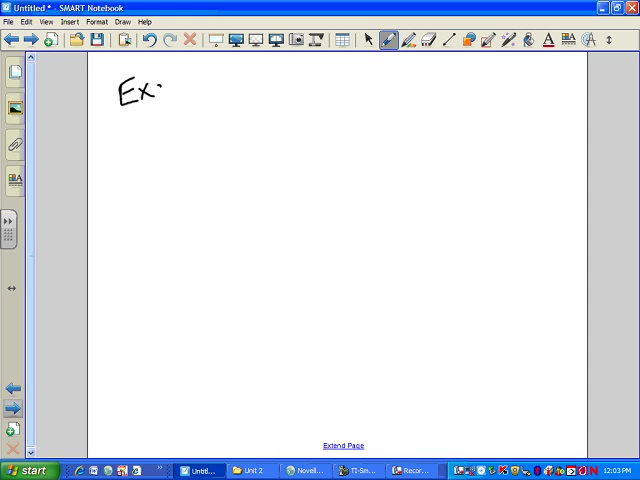 Untitled * - SMART Notebook
File Edit View Insert Format Draw Help
Ex:
Extend Page
start Untitl... Unit 2 Novell... TI-Sm... Recor... 12:03 PM